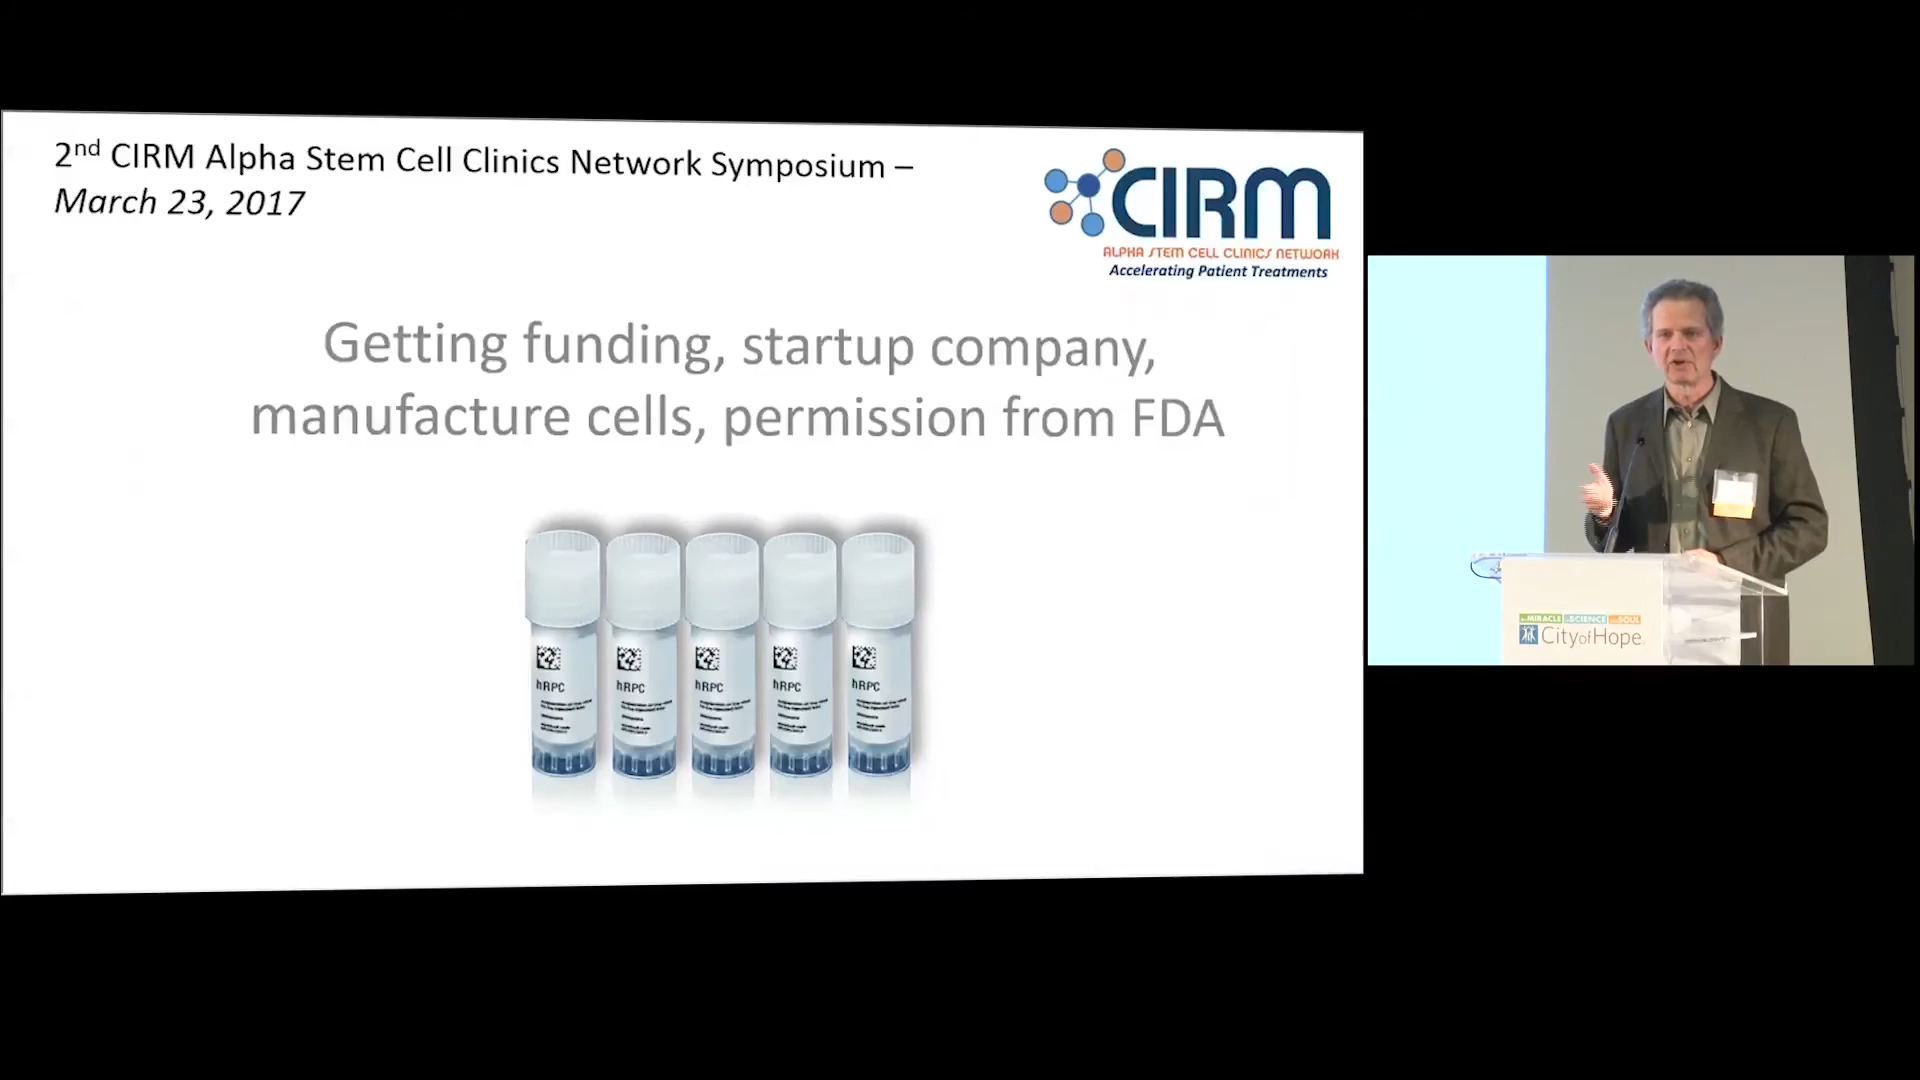 2nd CIRM Alpha Stem Cell Clinics Network Symposium –
March 23, 2017
CIRM
ALPHA STEM CELL CLINICS NETWORK
Accelerating Patient Treatments
Getting funding, startup company,
manufacture cells, permission from FDA
hRPC hRPC hRPC hRPC hRPC
MIRACLE SCIENCE SOUL
CityofHope